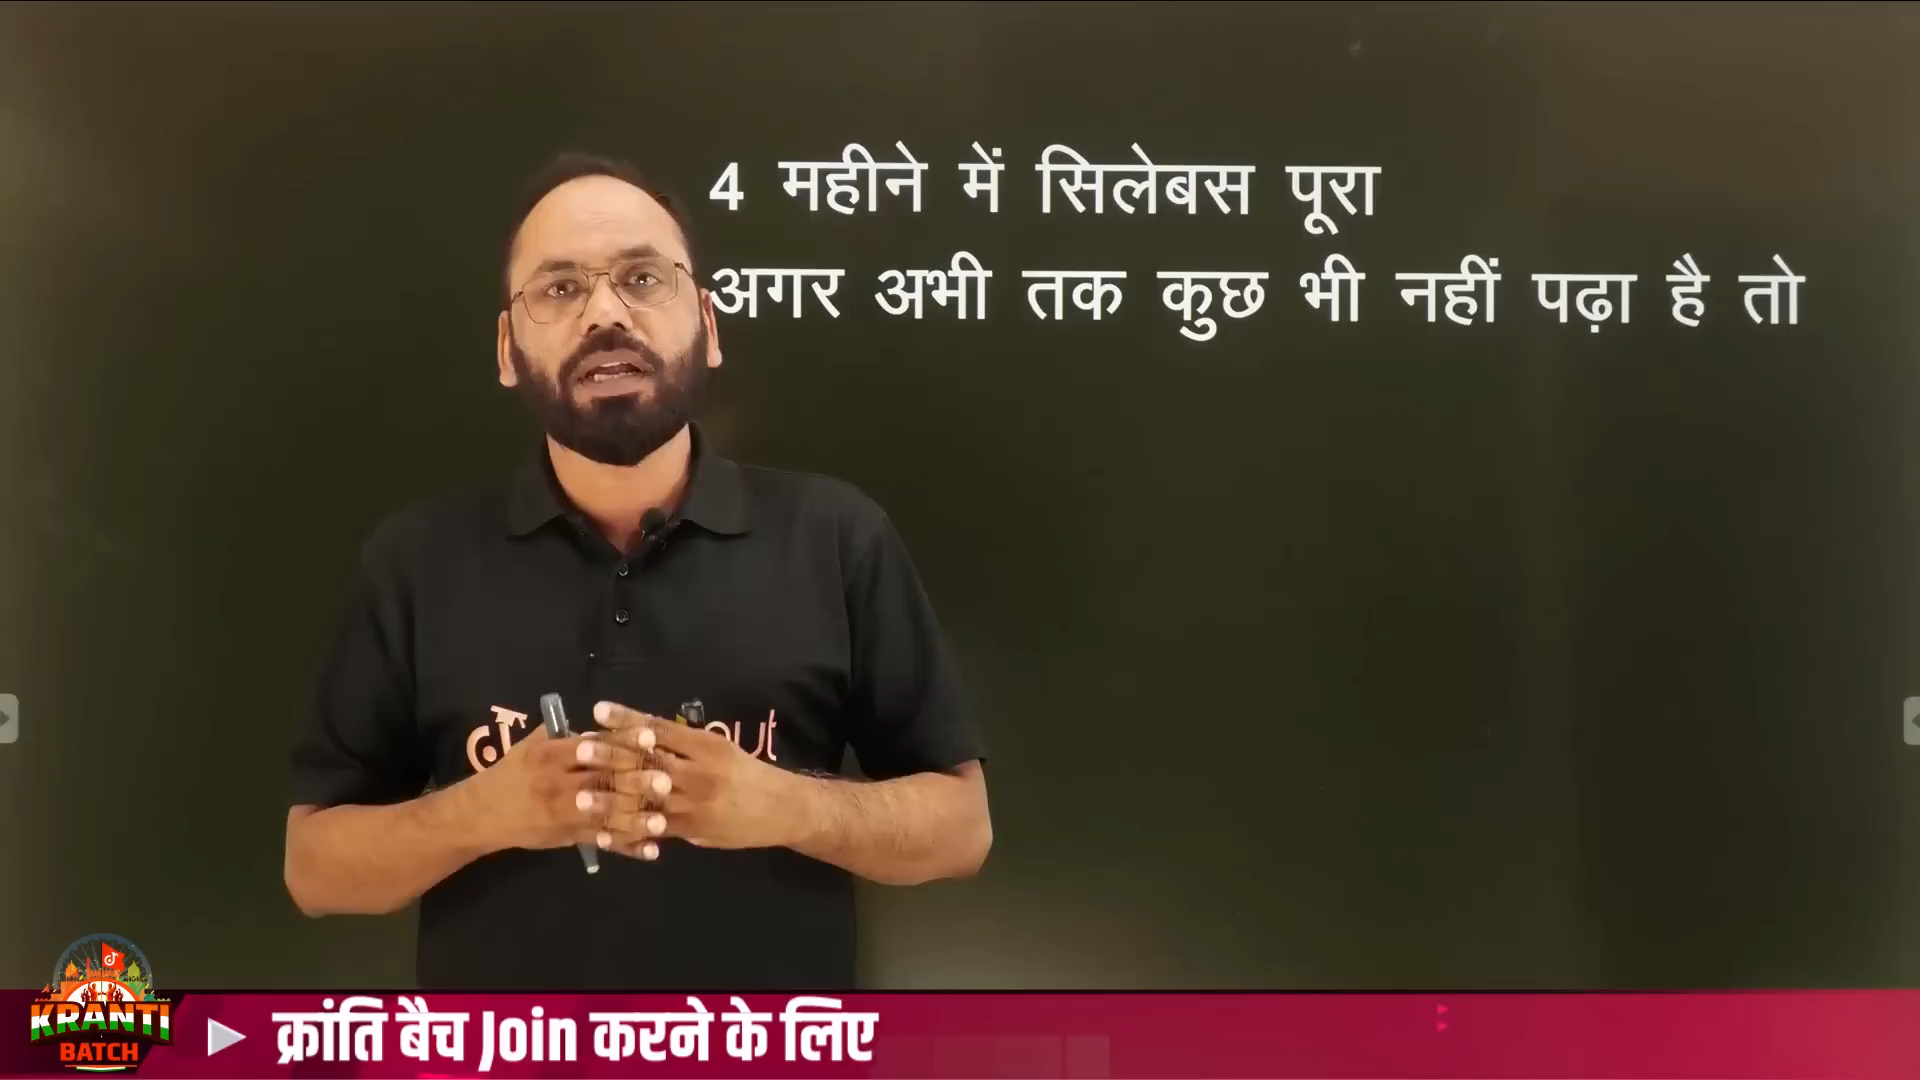 4 महीने में सिलेबस पूरा
अगर अभी तक कुछ भी नहीं पढ़ा है तो
KRANTI
BATCH
क्रांति बैच Join करने के लिए